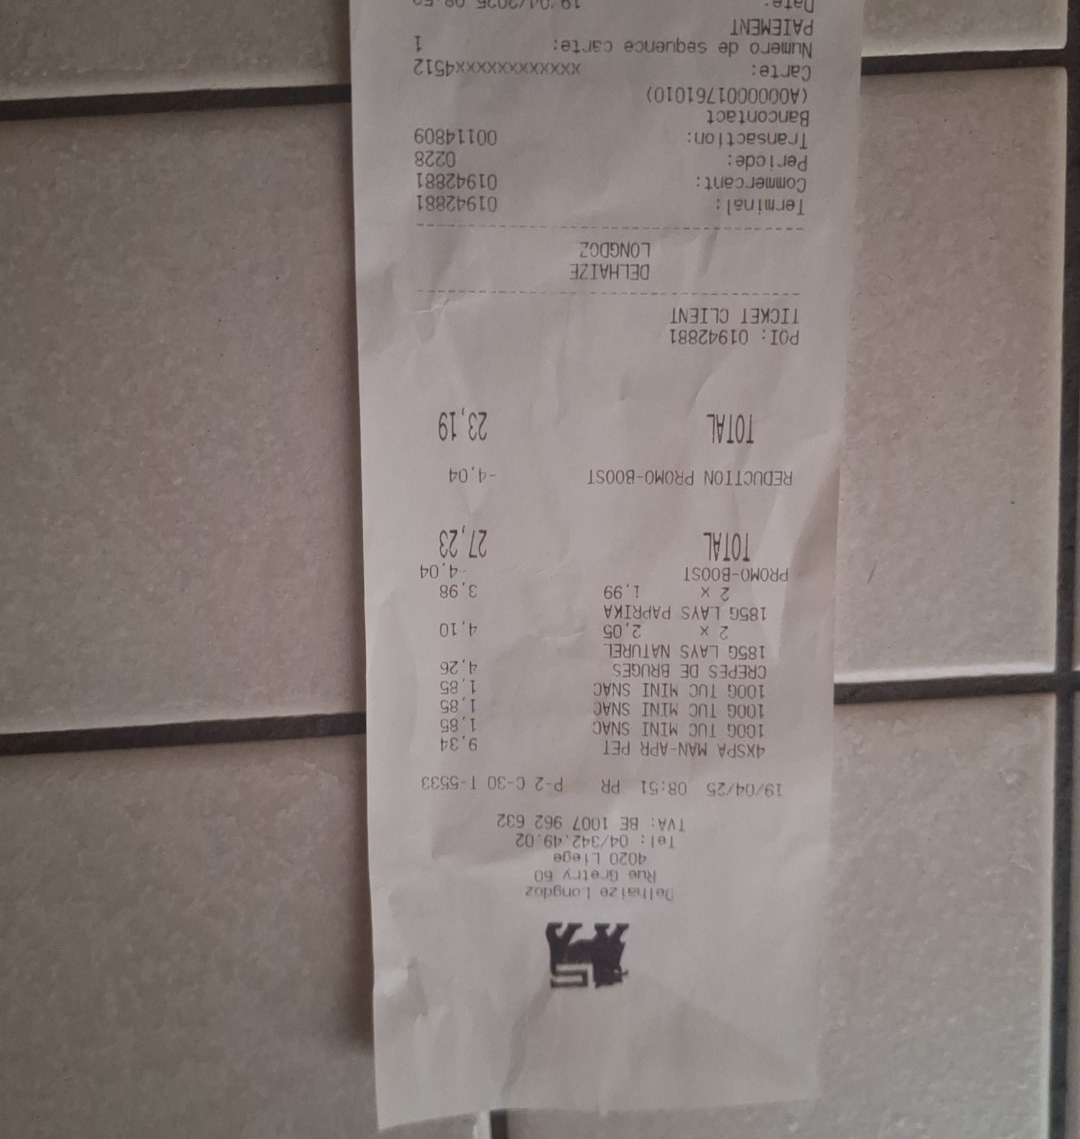 Delhaize Longdoz
Rue Gretry 60
4020 Liege
Tel: 04/342.49.02
TVA: BE 1007 962 632
19/04/25 08:51 PR P-2 C-30 T-5533
4XSPA MAN-APR PET 9,34
100G TUC MINI SNAC 1,85
100G TUC MINI SNAC 1,85
100G TUC MINI SNAC 1,85
CREPES DE BRUGES 4,26
185G LAYS NATUREL
2 x 2,05 4,10
185G LAYS PAPRIKA
2 x 1,99 3,98
PROMO-BOOST -4,04
TOTAL 27,23
REDUCTION PROMO-BOOST -4,04
TOTAL 23,19
POI: 01942881
TICKET CLIENT
DELHAIZE
LONGDOZ
Terminal: 01942881
Commercant: 01942881
Periode: 0228
Transaction: 00114809
Bancontact
(A0000001761010)
Carte: xxxxxxxxxxxxx4512
Numero de sequence carte: 1
PAIEMENT
Date: 19/04/2025